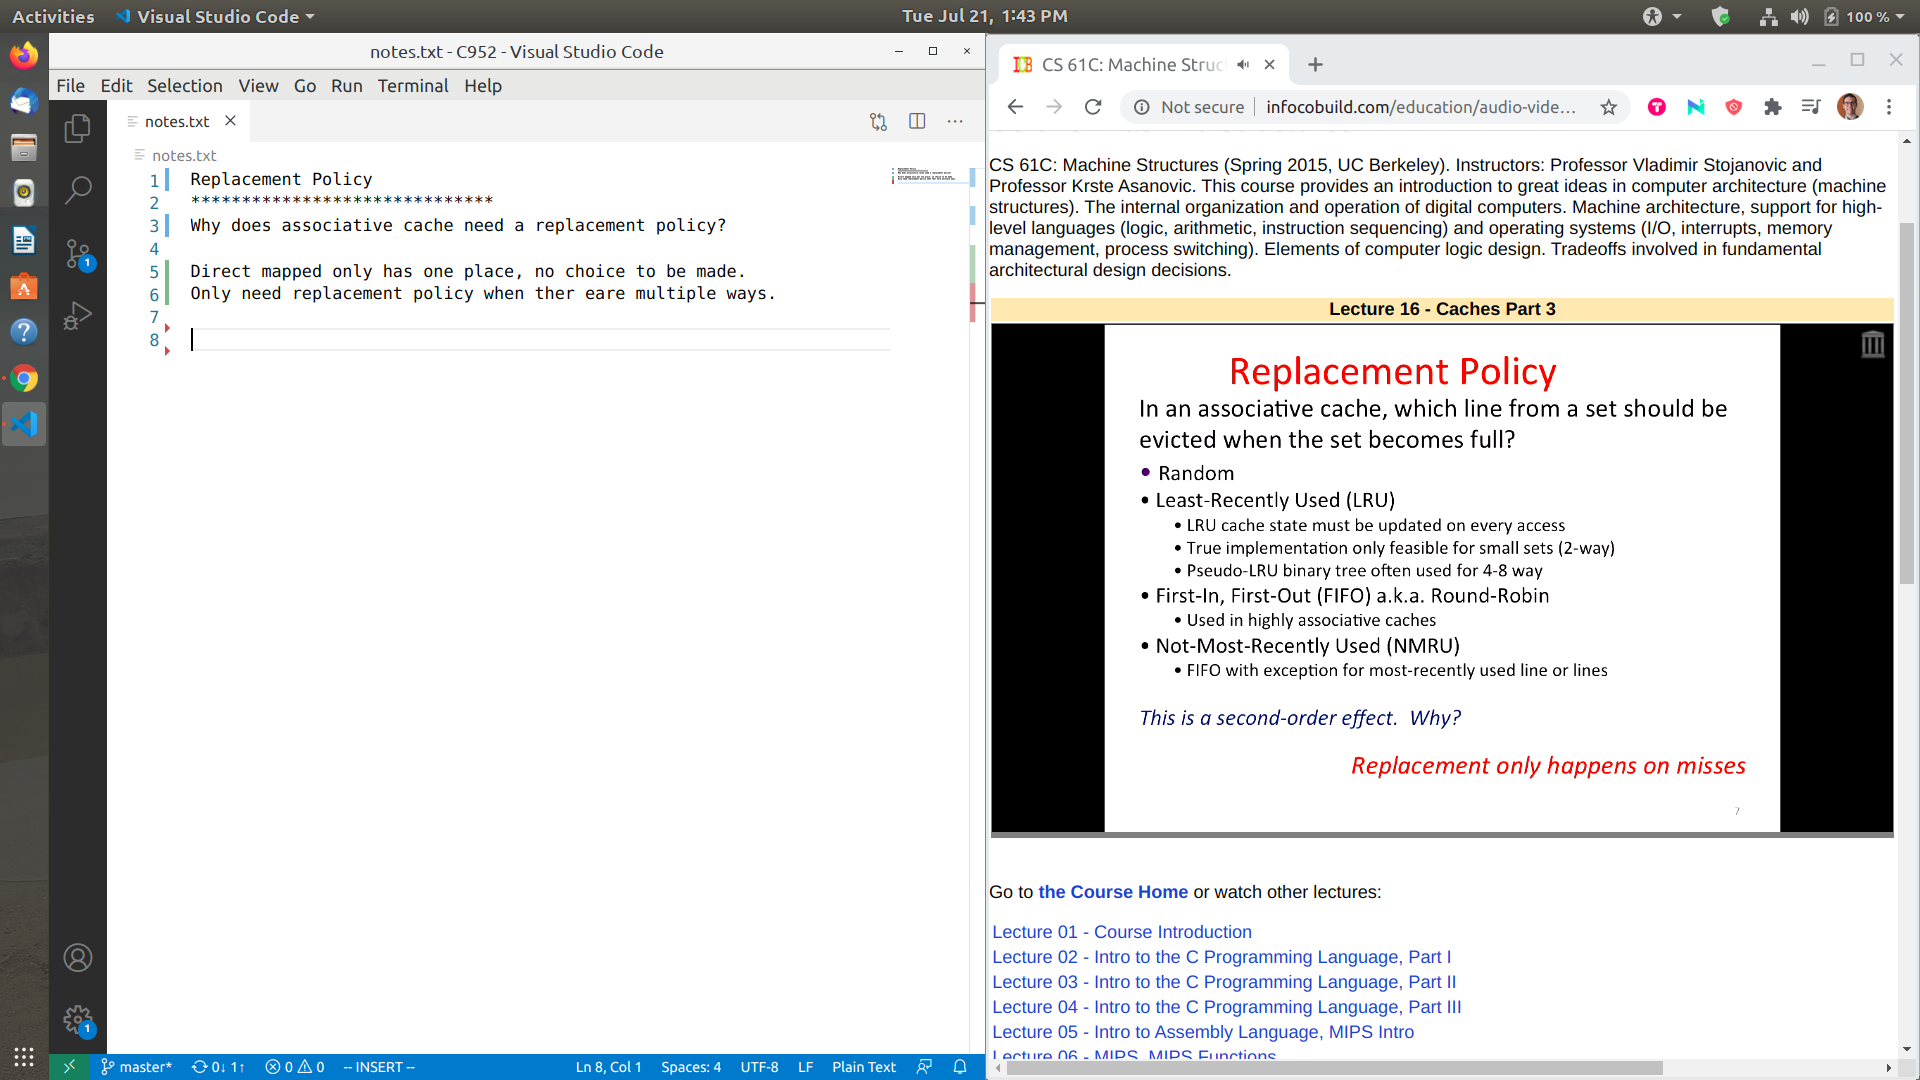 Activities
Visual Studio Code
Tue Jul 21, 1:43 PM
100 %
notes.txt - C952 - Visual Studio Code
File Edit Selection View Go Run Terminal Help
notes.txt
notes.txt
1 Replacement Policy
2 ******************************
3 Why does associative cache need a replacement policy?
4
5 Direct mapped only has one place, no choice to be made.
6 Only need replacement policy when ther eare multiple ways.
7
8
1
1
master*
0↓ 1↑
0 0
-- INSERT --
Ln 8, Col 1
Spaces: 4
UTF-8
LF
Plain Text
CS 61C: Machine Struc
Not secure
infocobuild.com/education/audio-vide...
CS 61C: Machine Structures (Spring 2015, UC Berkeley). Instructors: Professor Vladimir Stojanovic and
Professor Krste Asanovic. This course provides an introduction to great ideas in computer architecture (machine
structures). The internal organization and operation of digital computers. Machine architecture, support for high-
level languages (logic, arithmetic, instruction sequencing) and operating systems (I/O, interrupts, memory
management, process switching). Elements of computer logic design. Tradeoffs involved in fundamental
architectural design decisions.
Lecture 16 - Caches Part 3
Replacement Policy
In an associative cache, which line from a set should be
evicted when the set becomes full?
• Random
• Least-Recently Used (LRU)
• LRU cache state must be updated on every access
• True implementation only feasible for small sets (2-way)
• Pseudo-LRU binary tree often used for 4-8 way
• First-In, First-Out (FIFO) a.k.a. Round-Robin
• Used in highly associative caches
• Not-Most-Recently Used (NMRU)
• FIFO with exception for most-recently used line or lines
This is a second-order effect. Why?
Replacement only happens on misses
7
Go to the Course Home or watch other lectures:
Lecture 01 - Course Introduction
Lecture 02 - Intro to the C Programming Language, Part I
Lecture 03 - Intro to the C Programming Language, Part II
Lecture 04 - Intro to the C Programming Language, Part III
Lecture 05 - Intro to Assembly Language, MIPS Intro
Lecture 06 - MIPS, MIPS Functions